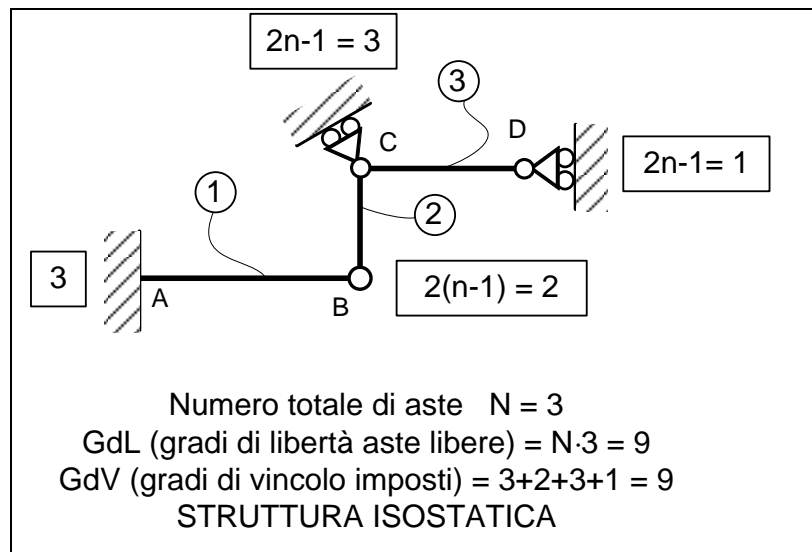 2n-1 = 3
3
C
D
2n-1= 1
1
2
3
A
B
2(n-1) = 2
Numero totale di aste N = 3
GdL (gradi di libertà aste libere) = N·3 = 9
GdV (gradi di vincolo imposti) = 3+2+3+1 = 9
STRUTTURA ISOSTATICA